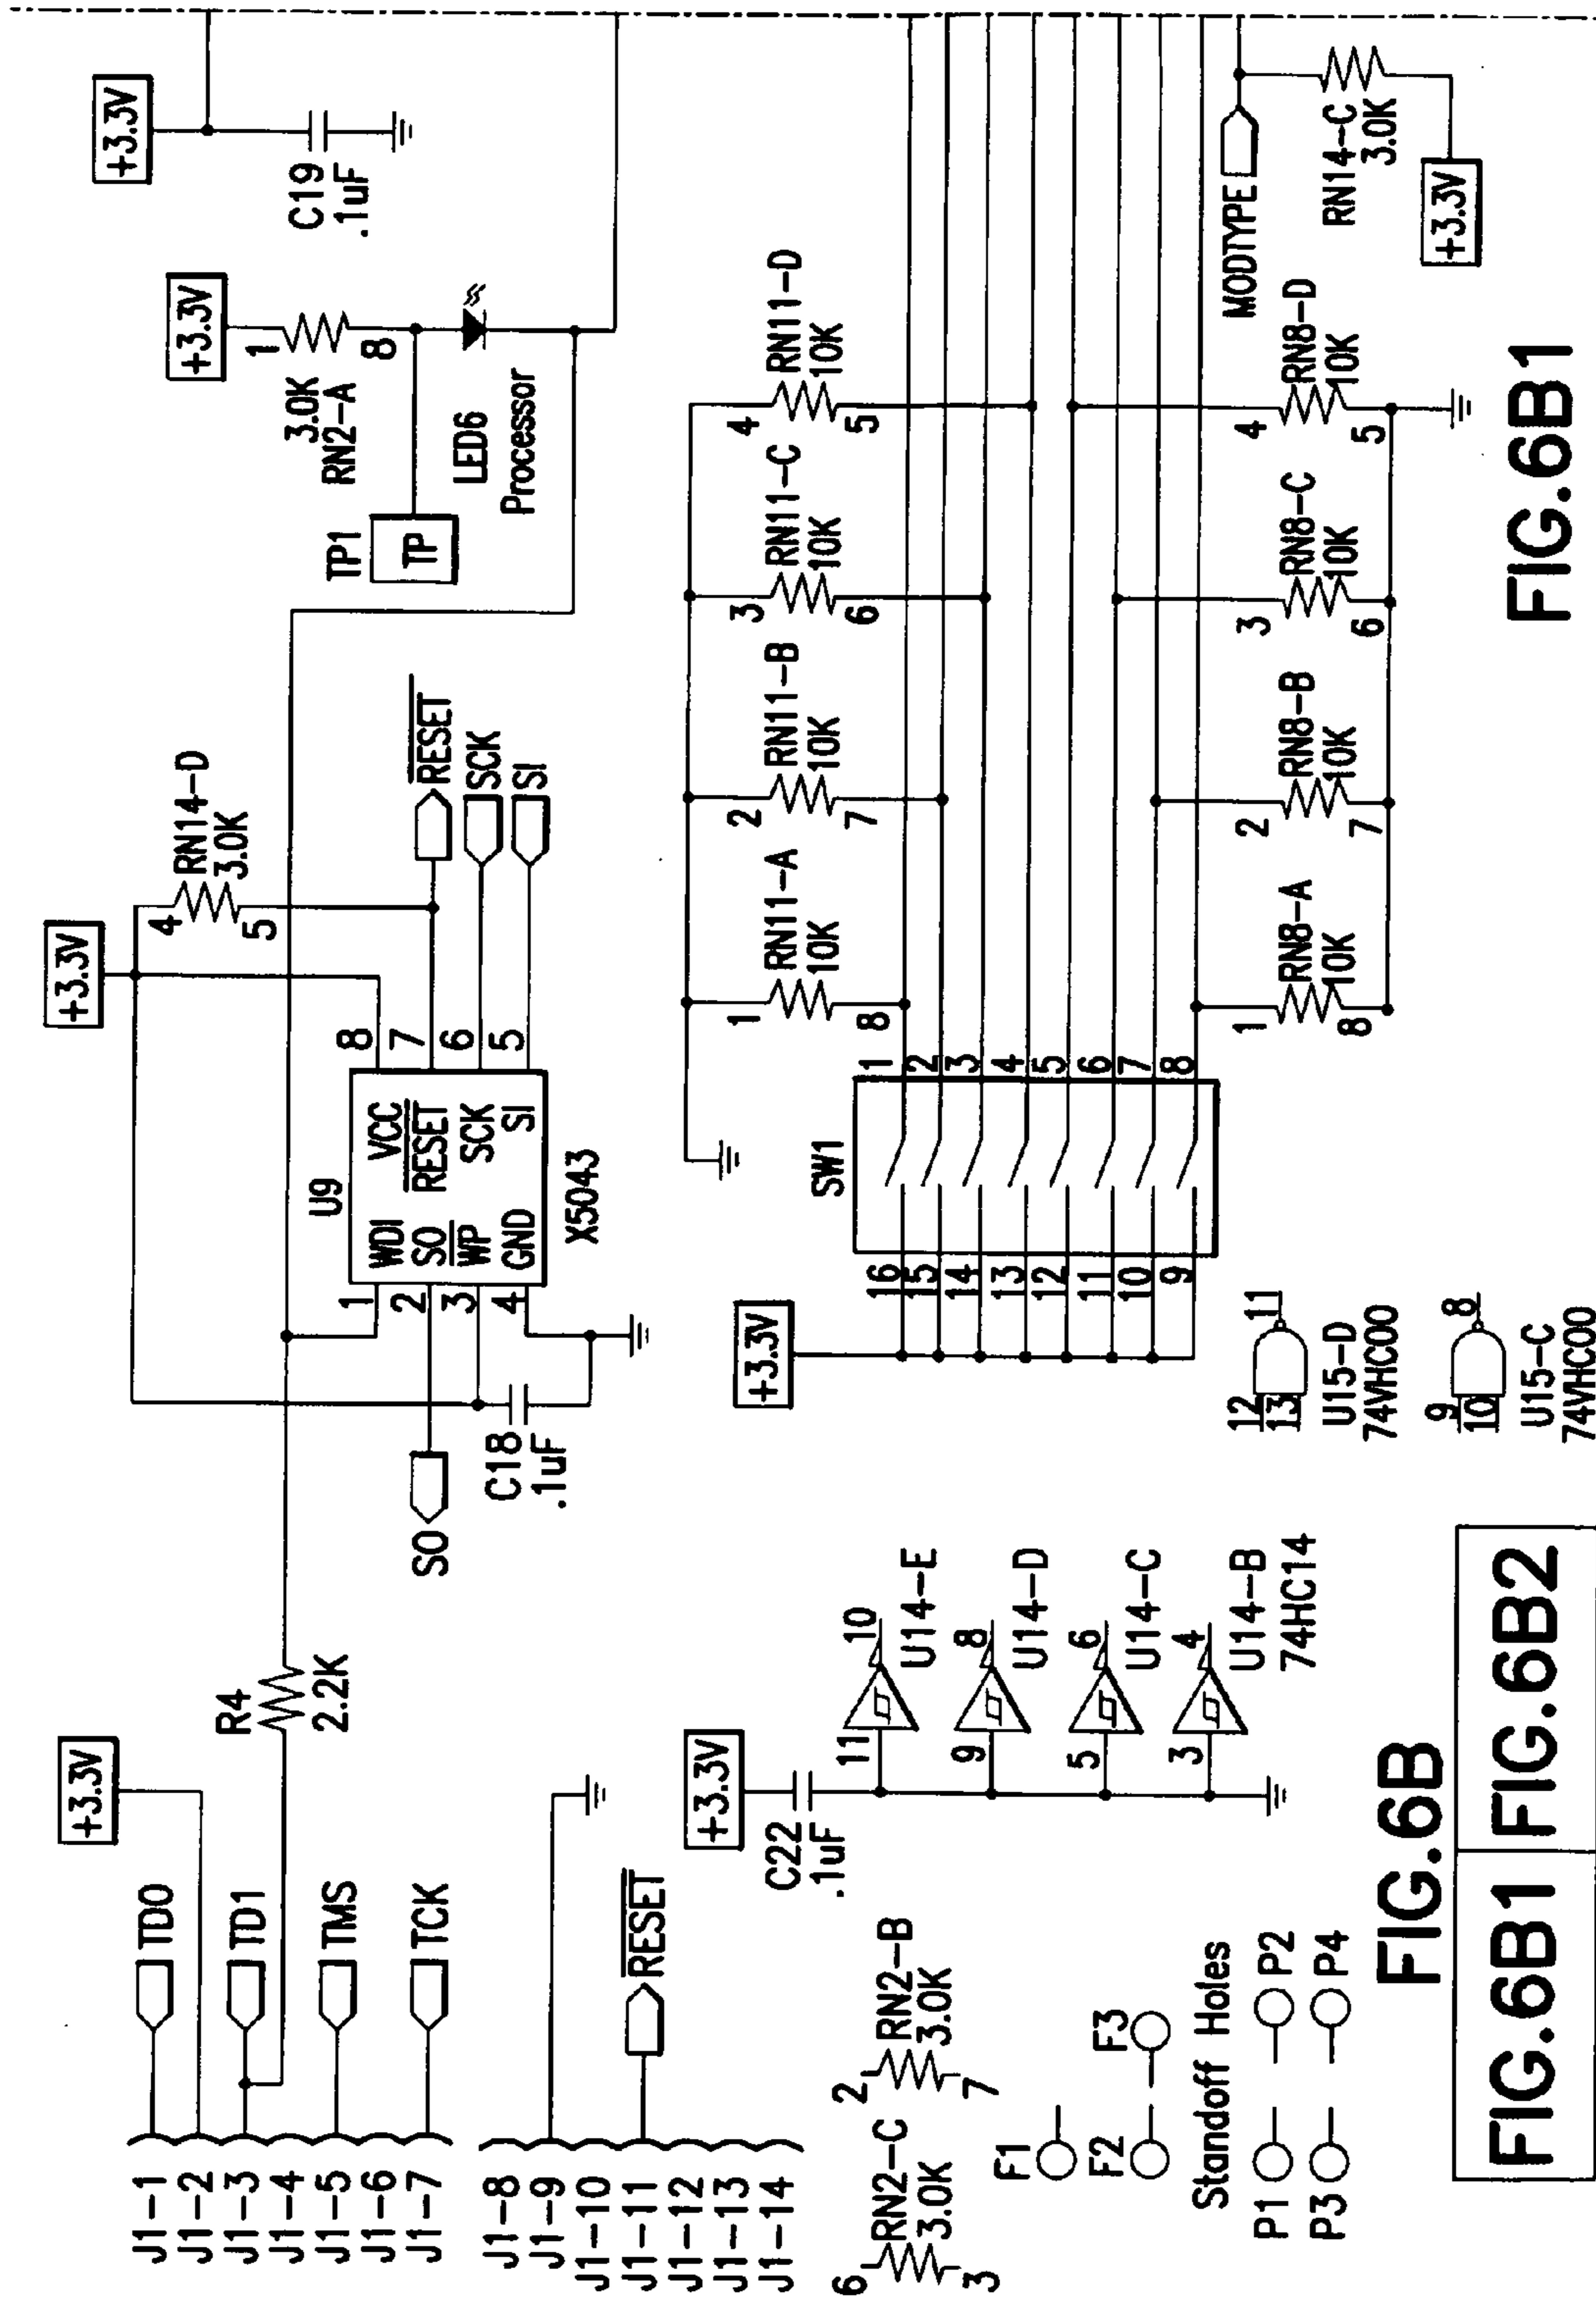 J1-1
J1-2
J1-3
J1-4
J1-5
J1-6
J1-7
TDO
+3.3V
TD1
TMS
TCK
R4
2.2K
J1-8
J1-9
J1-10
J1-11
J1-12
J1-13
J1-14
RESET
SO
C18
.1uF
+3.3V
RN14-D
3.0K
4
5
U9
1
2
3
4
WDI
SO
WP
GND
VCC
RESET
SCK
SI
8
7
6
5
X5043
RESET
SCK
SI
+3.3V
C19
.1uF
+3.3V
1
8
3.0K
RN2-A
TP1
TP
LED6
Processor
6
RN2-C
3.0K
3
2
RN2-B
3.0K
7
F1
F2
F3
Standoff Holes
P1
P2
P3
P4
+3.3V
C22
.1uF
11
10
U14-E
9
8
U14-D
5
6
U14-C
3
4
U14-B
74HC14
+3.3V
SW1
16
15
14
13
12
11
10
9
1
2
3
4
5
6
7
8
1
RN11-A
10K
8
2
RN11-B
10K
7
3
RN11-C
10K
6
4
RN11-D
10K
5
1
RN8-A
10K
8
2
RN8-B
10K
7
3
RN8-C
10K
6
4
RN8-D
10K
5
MODTYPE
RN14-C
3.0K
+3.3V
12
13
11
U15-D
74VHC00
9
10
8
U15-C
74VHC00
FIG.6B
FIG.6B1
FIG.6B2
FIG.6B1